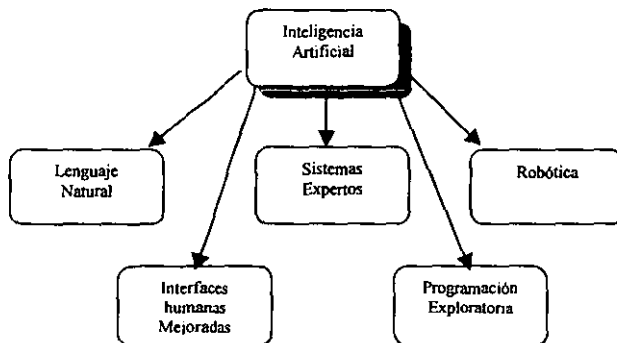 Inteligencia
Artificial
Lenguaje
Natural
Sistemas
Expertos
Robótica
Interfaces
humanas
Mejoradas
Programación
Exploratoria